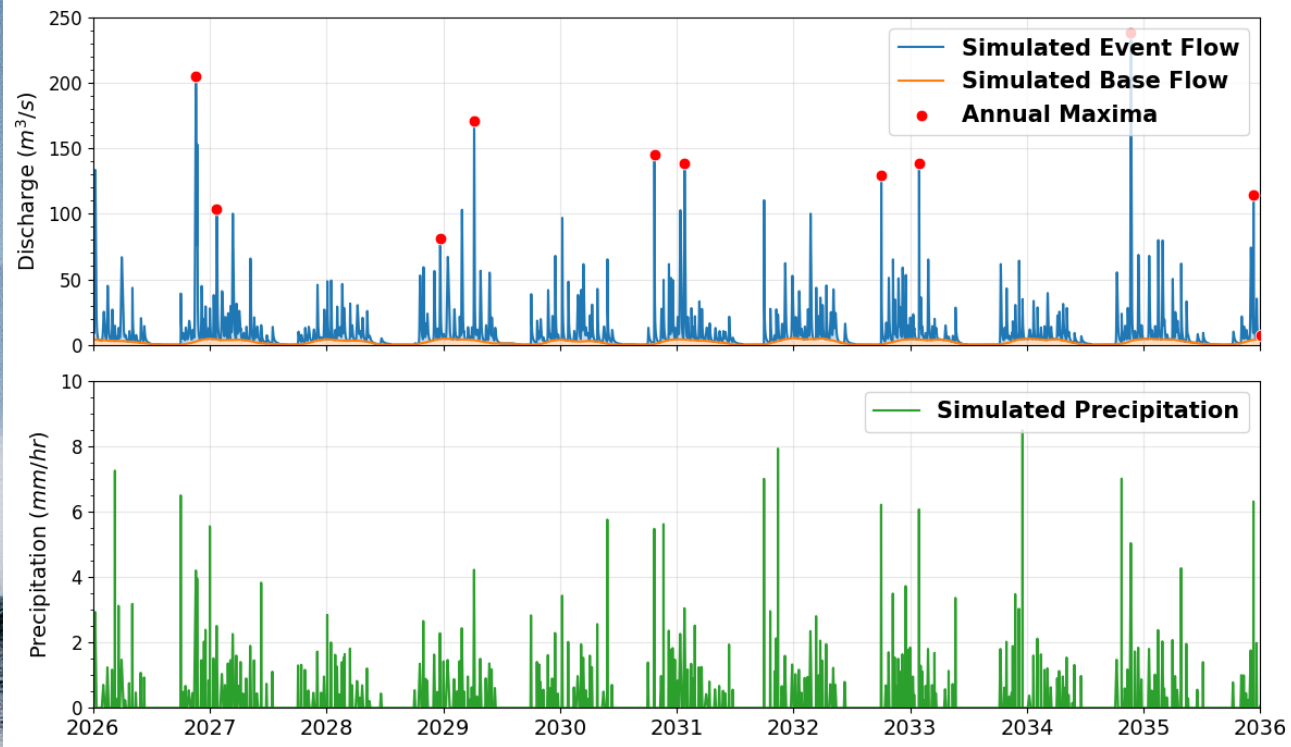 250
200
150
100
50
0
Discharge (m³/s)
Simulated Event Flow
Simulated Base Flow
Annual Maxima
10
8
6
4
2
0
Precipitation (mm/hr)
Simulated Precipitation
2026 2027 2028 2029 2030 2031 2032 2033 2034 2035 2036